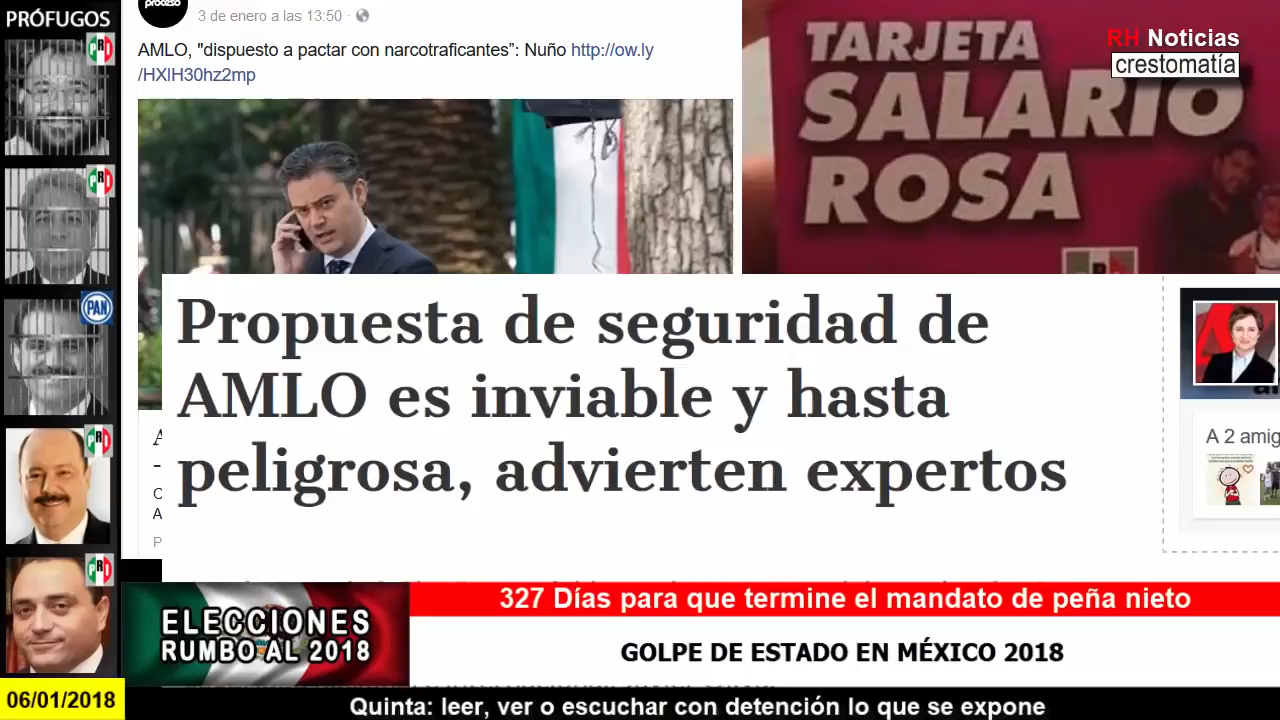 PRÓFUGOS
PRI
PRI
PAN
PRI
PRI
06/01/2018
proceso
3 de enero a las 13:50 ·
AMLO, "dispuesto a pactar con narcotraficantes”: Nuño http://ow.ly
/HXlH30hz2mp
TARJETA
SALARIO
ROSA
PRI
RH Noticias
crestomatía
Propuesta de seguridad de
AMLO es inviable y hasta
peligrosa, advierten expertos
A 2 amig
ELECCIONES
RUMBO AL 2018
327 Días para que termine el mandato de peña nieto
GOLPE DE ESTADO EN MÉXICO 2018
Quinta: leer, ver o escuchar con detención lo que se expone